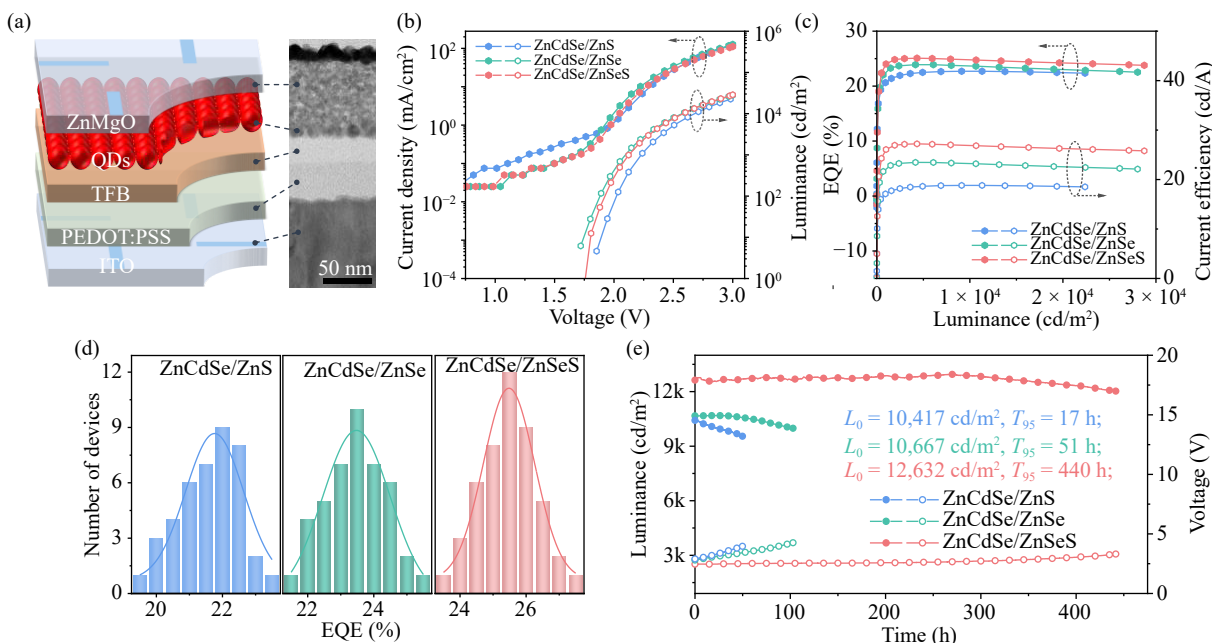 (a)
ZnMgO
QDs
TFB
PEDOT:PSS
ITO
50 nm
(b)
ZnCdSe/ZnS
ZnCdSe/ZnSe
ZnCdSe/ZnSeS
Current density (mA/cm²)
10²
10⁰
10⁻²
10⁻⁴
Luminance (cd/m²)
10⁶
10⁴
10²
10⁰
1.0 1.5 2.0 2.5 3.0
Voltage (V)
(c)
EQE (%)
30
20
10
0
−10
Current efficiency (cd/A)
40
20
0
ZnCdSe/ZnS
ZnCdSe/ZnSe
ZnCdSe/ZnSeS
0 1 × 10⁴ 2 × 10⁴ 3 × 10⁴
Luminance (cd/m²)
(d)
Number of devices
12
9
6
3
0
ZnCdSe/ZnS
ZnCdSe/ZnSe
ZnCdSe/ZnSeS
20 22 22 24 24 26
EQE (%)
(e)
Luminance (cd/m²)
12k
9k
6k
3k
Voltage (V)
20
15
10
5
0
L₀ = 10,417 cd/m², T₉₅ = 17 h;
L₀ = 10,667 cd/m², T₉₅ = 51 h;
L₀ = 12,632 cd/m², T₉₅ = 440 h;
ZnCdSe/ZnS
ZnCdSe/ZnSe
ZnCdSe/ZnSeS
0 100 200 300 400
Time (h)